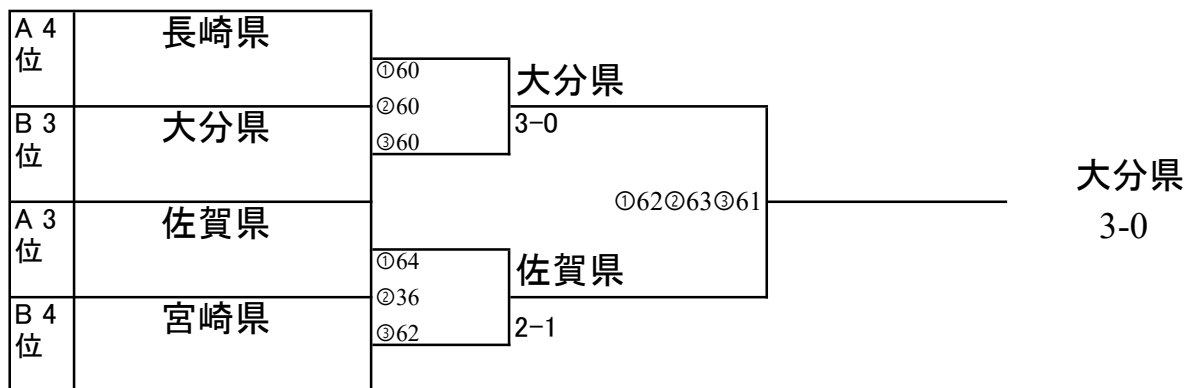 A 4
位
長崎県
①60
②60
③60
大分県
3-0
B 3
位
大分県
①62②63③61
大分県
3-0
A 3
位
佐賀県
①64
②36
③62
佐賀県
2-1
B 4
位
宮崎県